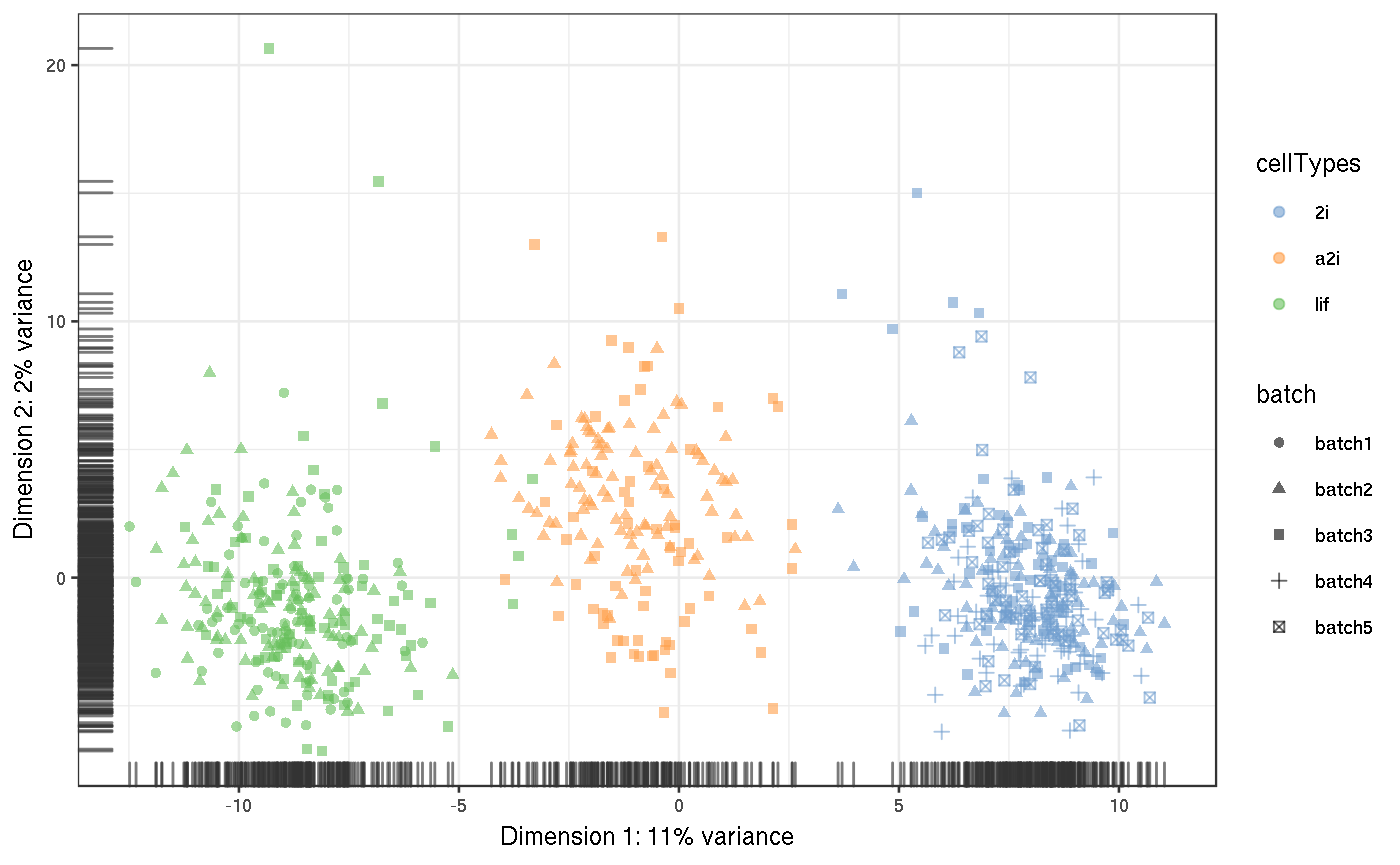 20
10
0
Dimension 2: 2% variance
-10
-5
0
5
10
Dimension 1: 11% variance
cellTypes
2i
a2i
lif
batch
batch1
batch2
batch3
batch4
batch5